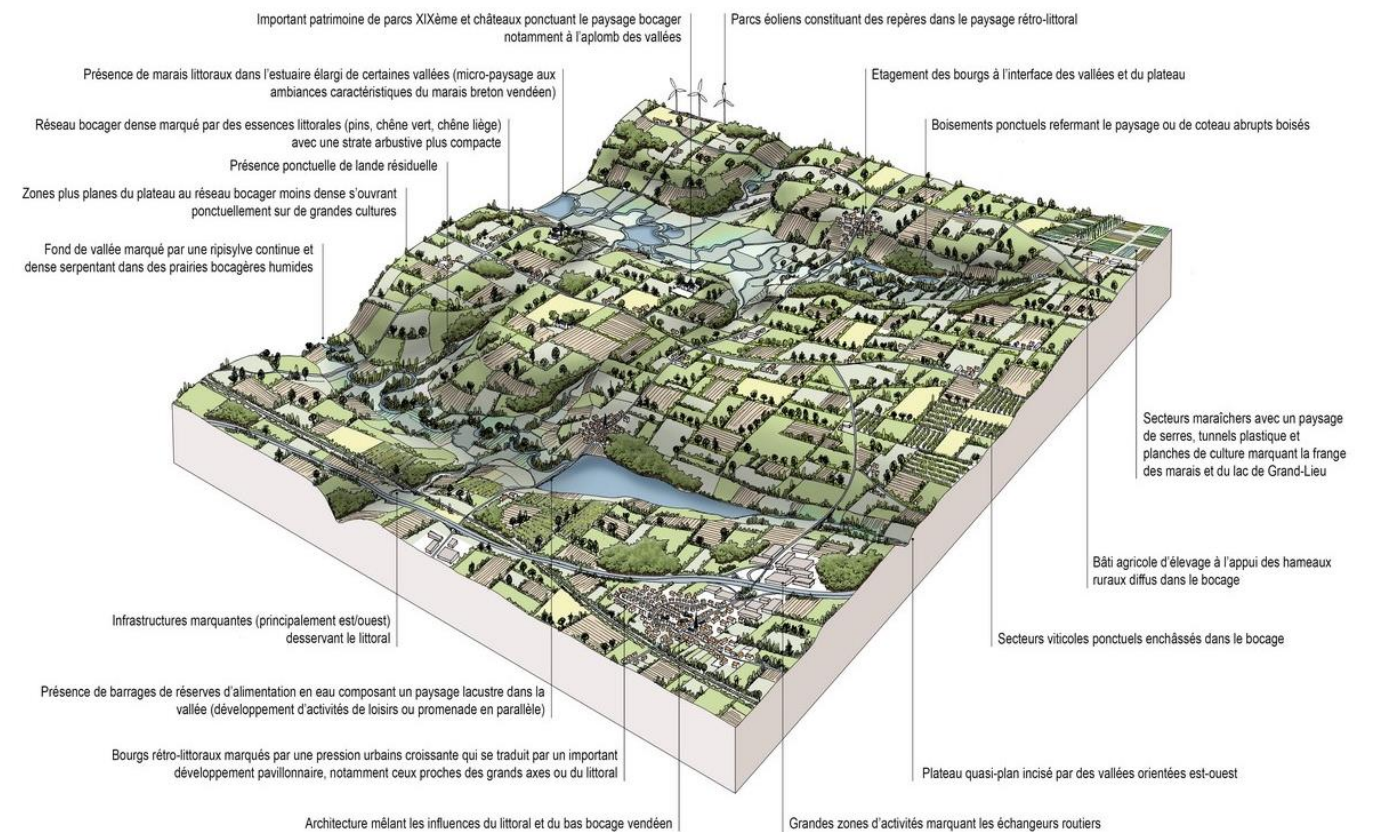 Important patrimoine de parcs XIXème et châteaux ponctuant le paysage bocager
notamment à l'aplomb des vallées
Parcs éoliens constituant des repères dans le paysage rétro-littoral
Présence de marais littoraux dans l'estuaire élargi de certaines vallées (micro-paysage aux
ambiances caractéristiques du marais breton vendéen)
Etagement des bourgs à l'interface des vallées et du plateau
Réseau bocager dense marqué par des essences littorales (pins, chêne vert, chêne liège)
avec une strate arbustive plus compacte
Boisements ponctuels refermant le paysage ou de coteau abrupts boisés
Présence ponctuelle de lande résiduelle
Zones plus planes du plateau au réseau bocager moins dense s'ouvrant
ponctuellement sur de grandes cultures
Fond de vallée marqué par une ripisylve continue et
dense serpentant dans des prairies bocagères humides
Secteurs maraîchers avec un paysage
de serres, tunnels plastique et
planches de culture marquant la frange
des marais et du lac de Grand-Lieu
Bâti agricole d'élevage à l'appui des hameaux
ruraux diffus dans le bocage
Infrastructures marquantes (principalement est/ouest)
desservant le littoral
Secteurs viticoles ponctuels enchâssés dans le bocage
Présence de barrages de réserves d'alimentation en eau composant un paysage lacustre dans la
vallée (développement d'activités de loisirs ou promenade en parallèle)
Bourgs rétro-littoraux marqués par une pression urbains croissante qui se traduit par un important
développement pavillonnaire, notamment ceux proches des grands axes ou du littoral
Plateau quasi-plan incisé par des vallées orientées est-ouest
Architecture mêlant les influences du littoral et du bas bocage vendéen
Grandes zones d'activités marquant les échangeurs routiers